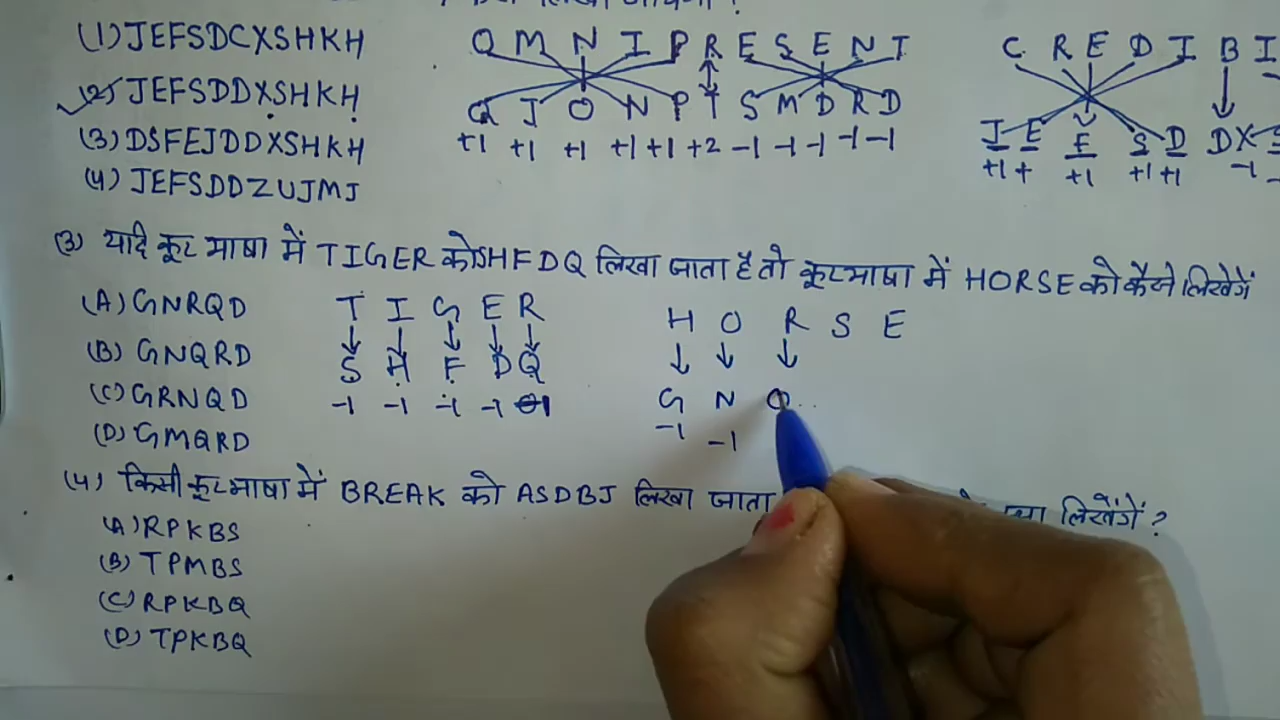 (1) JEFSDCXSHKH
(2) JEFSDDXSHKH
(3) DSFEJDDXSHKH
(4) JEFSDDZUJMJ
O M N I P R E S E N T
Q J O N P T S M D R D
+1 +1 +1 +1 +1 +2 -1 -1 -1 -1 -1
C R E D I B I
J E F S D DX
+1 + +1 +1 +1 -1
(3) यदि कूट भाषा में TIGER को SHFDQ लिखा जाता है तो कूटभाषा में HORSE को कैसे लिखेगें
(A) GNRQD
(B) GNQRD
(C) GRNQD
(D) GMQRD
T I G E R
S H F D Q
-1 -1 -1 -1 -1
H O R S E
G N Q
-1 -1
(4) किसी कूट भाषा में BREAK को ASDBJ लिखा जाता लिखेंगें ?
(A) RPKBS
(B) TPMBS
(C) RPKBQ
(D) TPKBQ